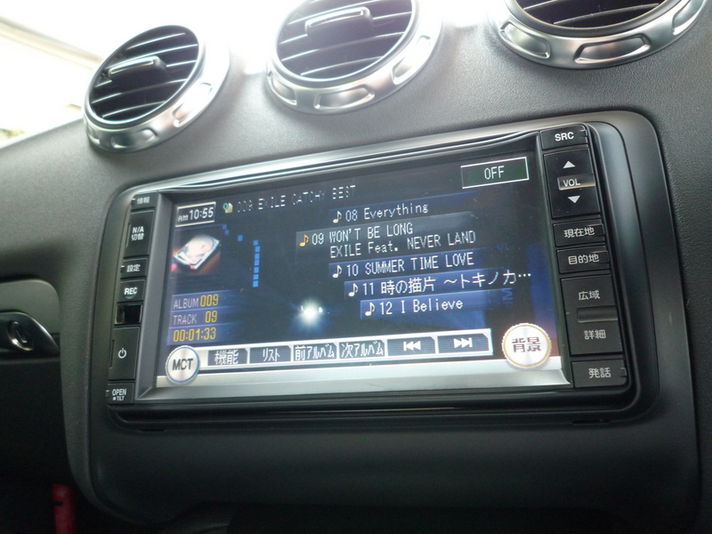 情報
N/A
切替
設定
REC
OPEN
TILT
Am 10:55
009 EXILE CATCHY BEST
OFF
♪08 Everything
♪09 WON'T BE LONG
EXILE Feat. NEVER LAND
♪10 SUMMER TIME LOVE
♪11 時の描片 ～トキノカ…
♪12 I Believe
ALBUM 009
TRACK 09
00:01:33
MCT
機能
リスト
前アルバム
次アルバム
背景
SRC
VOL
現在地
目的地
広域
詳細
発話